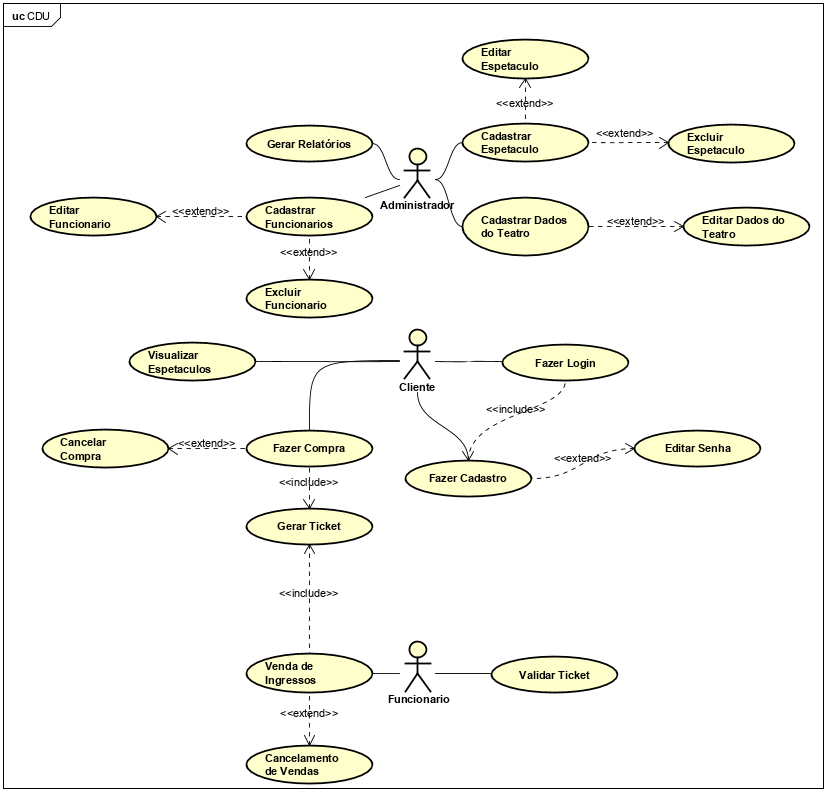 uc CDU
Editar
Espetaculo
<<extend>>
Gerar Relatórios
Cadastrar
Espetaculo
<<extend>>
Excluir
Espetaculo
Administrador
Editar
Funcionario
<<extend>>
Cadastrar
Funcionarios
Cadastrar Dados
do Teatro
<<extend>>
Editar Dados do
Teatro
<<extend>>
Excluir
Funcionario
Visualizar
Espetaculos
Cliente
Fazer Login
<<include>>
Cancelar
Compra
<<extend>>
Fazer Compra
<<include>>
Fazer Cadastro
<<extend>>
Editar Senha
Gerar Ticket
<<include>>
Venda de
Ingressos
Funcionario
Validar Ticket
<<extend>>
Cancelamento
de Vendas